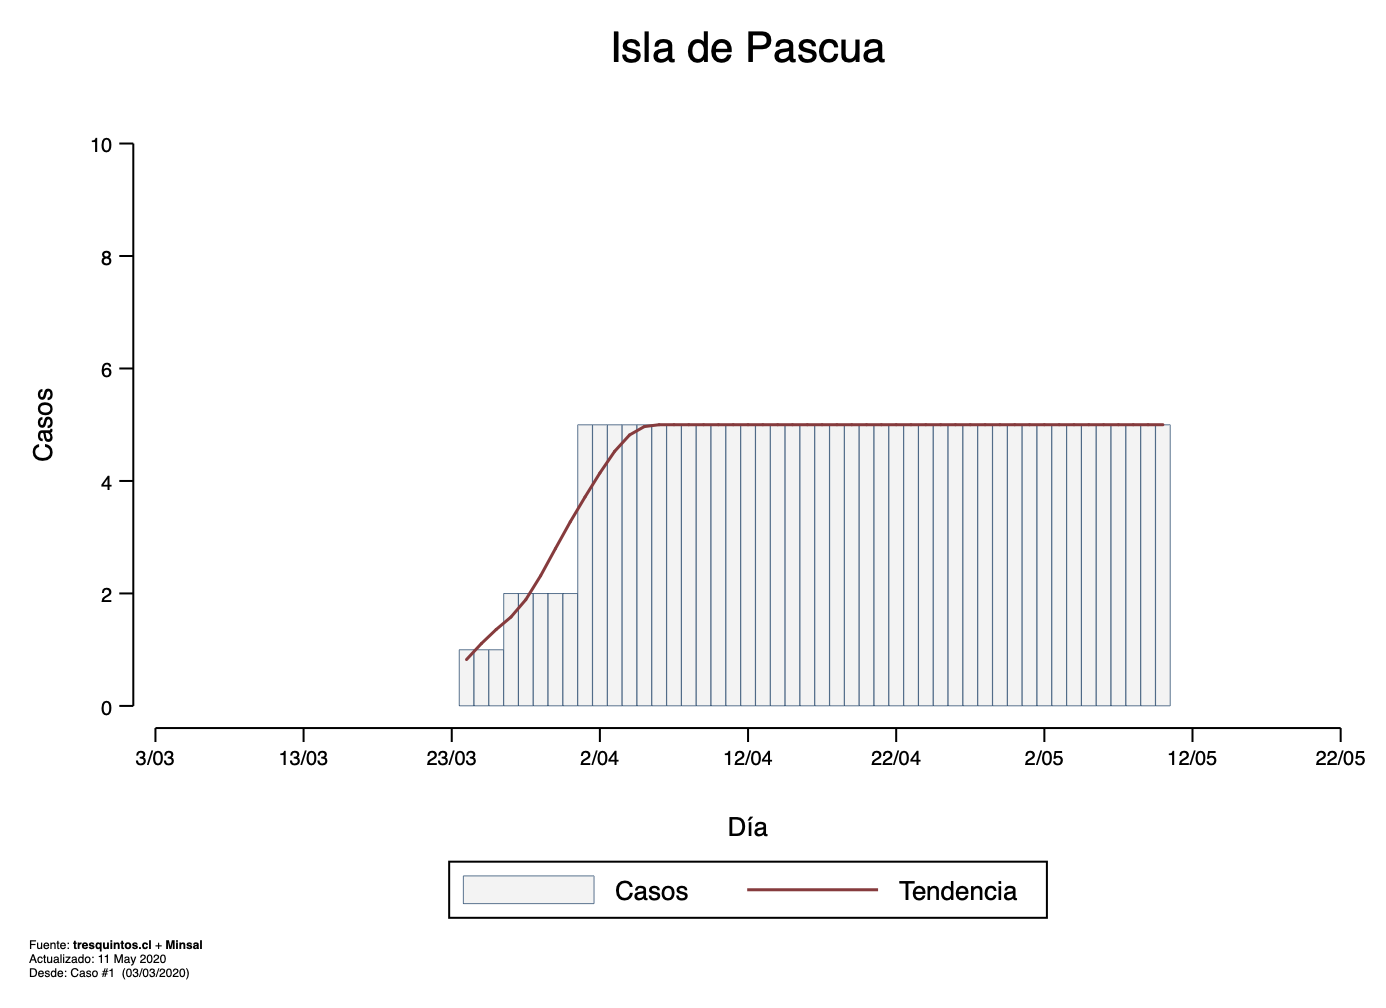 Isla de Pascua
10
8
6
4
2
0
Casos
3/03 13/03 23/03 2/04 12/04 22/04 2/05 12/05 22/05
Día
Casos Tendencia
Fuente: tresquintos.cl + Minsal
Actualizado: 11 May 2020
Desde: Caso #1 (03/03/2020)